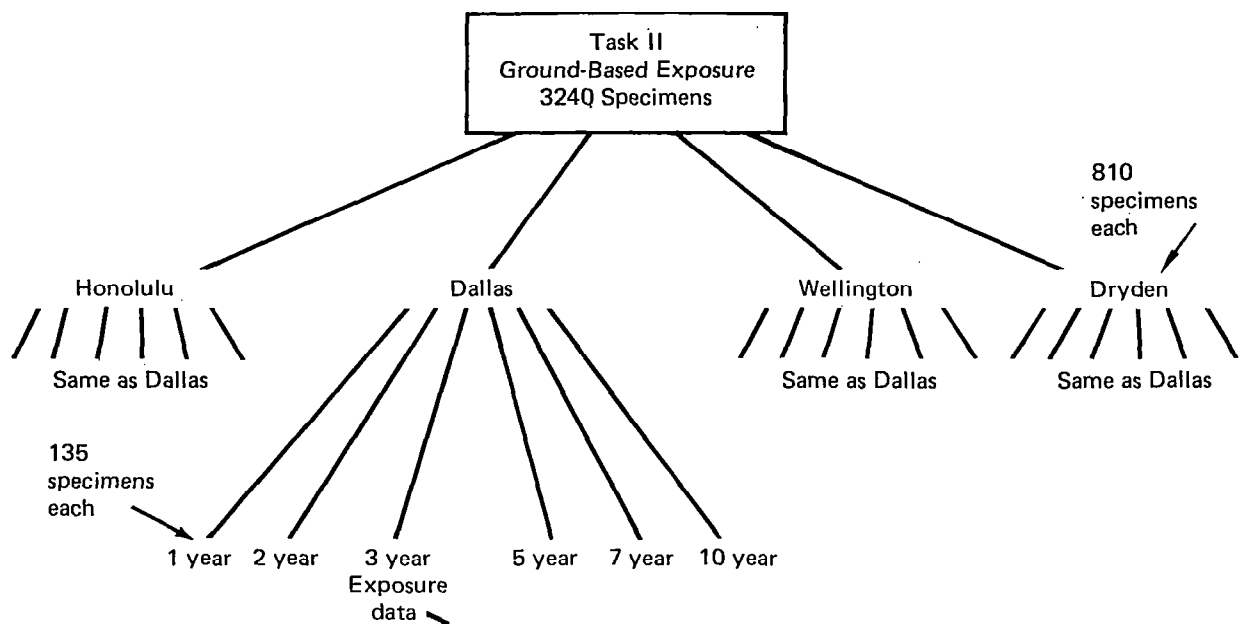 Task II
Ground-Based Exposure
3240 Specimens
810
specimens
each
Honolulu
Dallas
Wellington
Dryden
Same as Dallas
Same as Dallas
Same as Dallas
135
specimens
each
1 year
2 year
3 year
5 year
7 year
10 year
Exposure
data